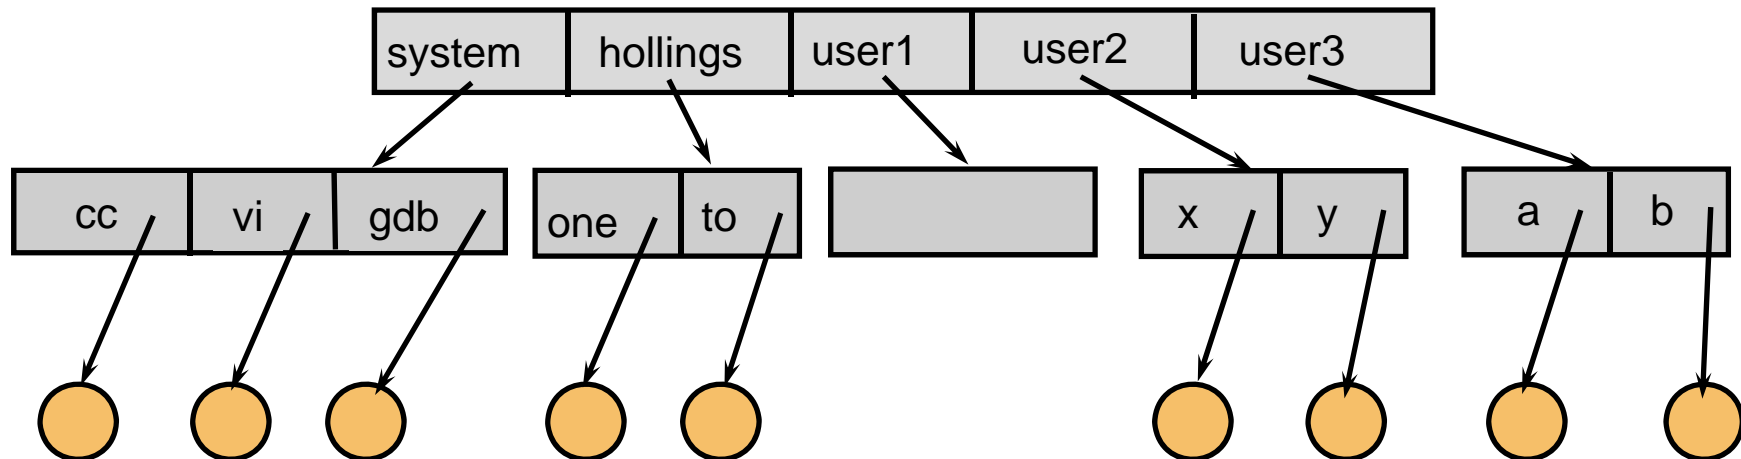 system hollings user1 user2 user3
cc vi gdb one to x y a b